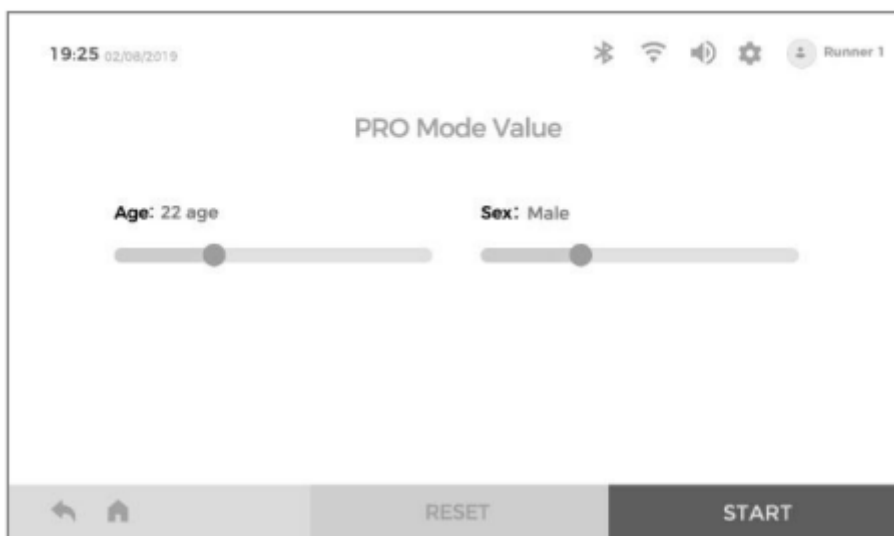 19:25 02/08/2019 Runner 1
PRO Mode Value
Age: 22 age Sex: Male
RESET START